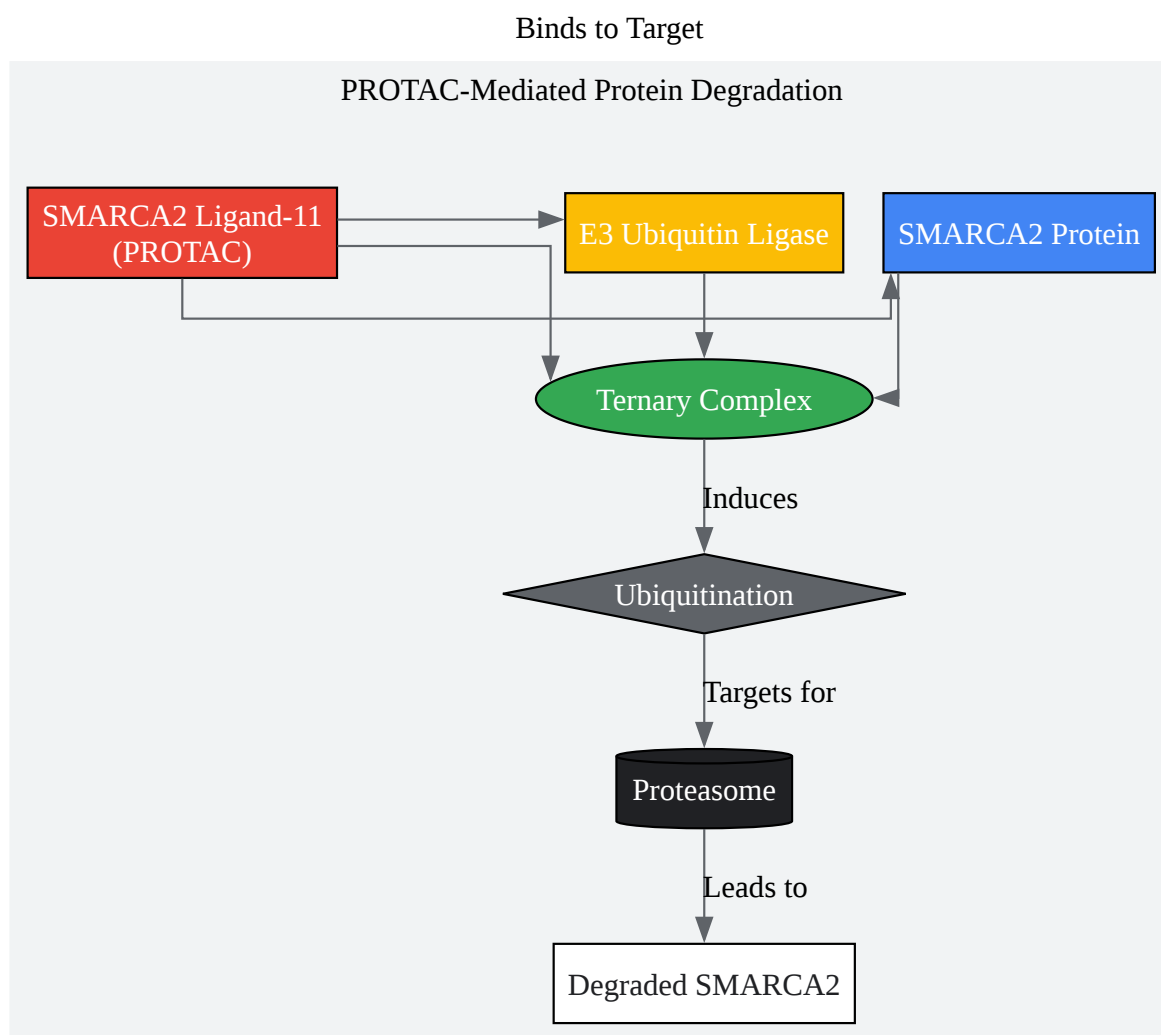 Binds to Target
PROTAC-Mediated Protein Degradation
SMARCA2 Ligand-11
(PROTAC)
E3 Ubiquitin Ligase
SMARCA2 Protein
Ternary Complex
Induces
Ubiquitination
Targets for
Proteasome
Leads to
Degraded SMARCA2